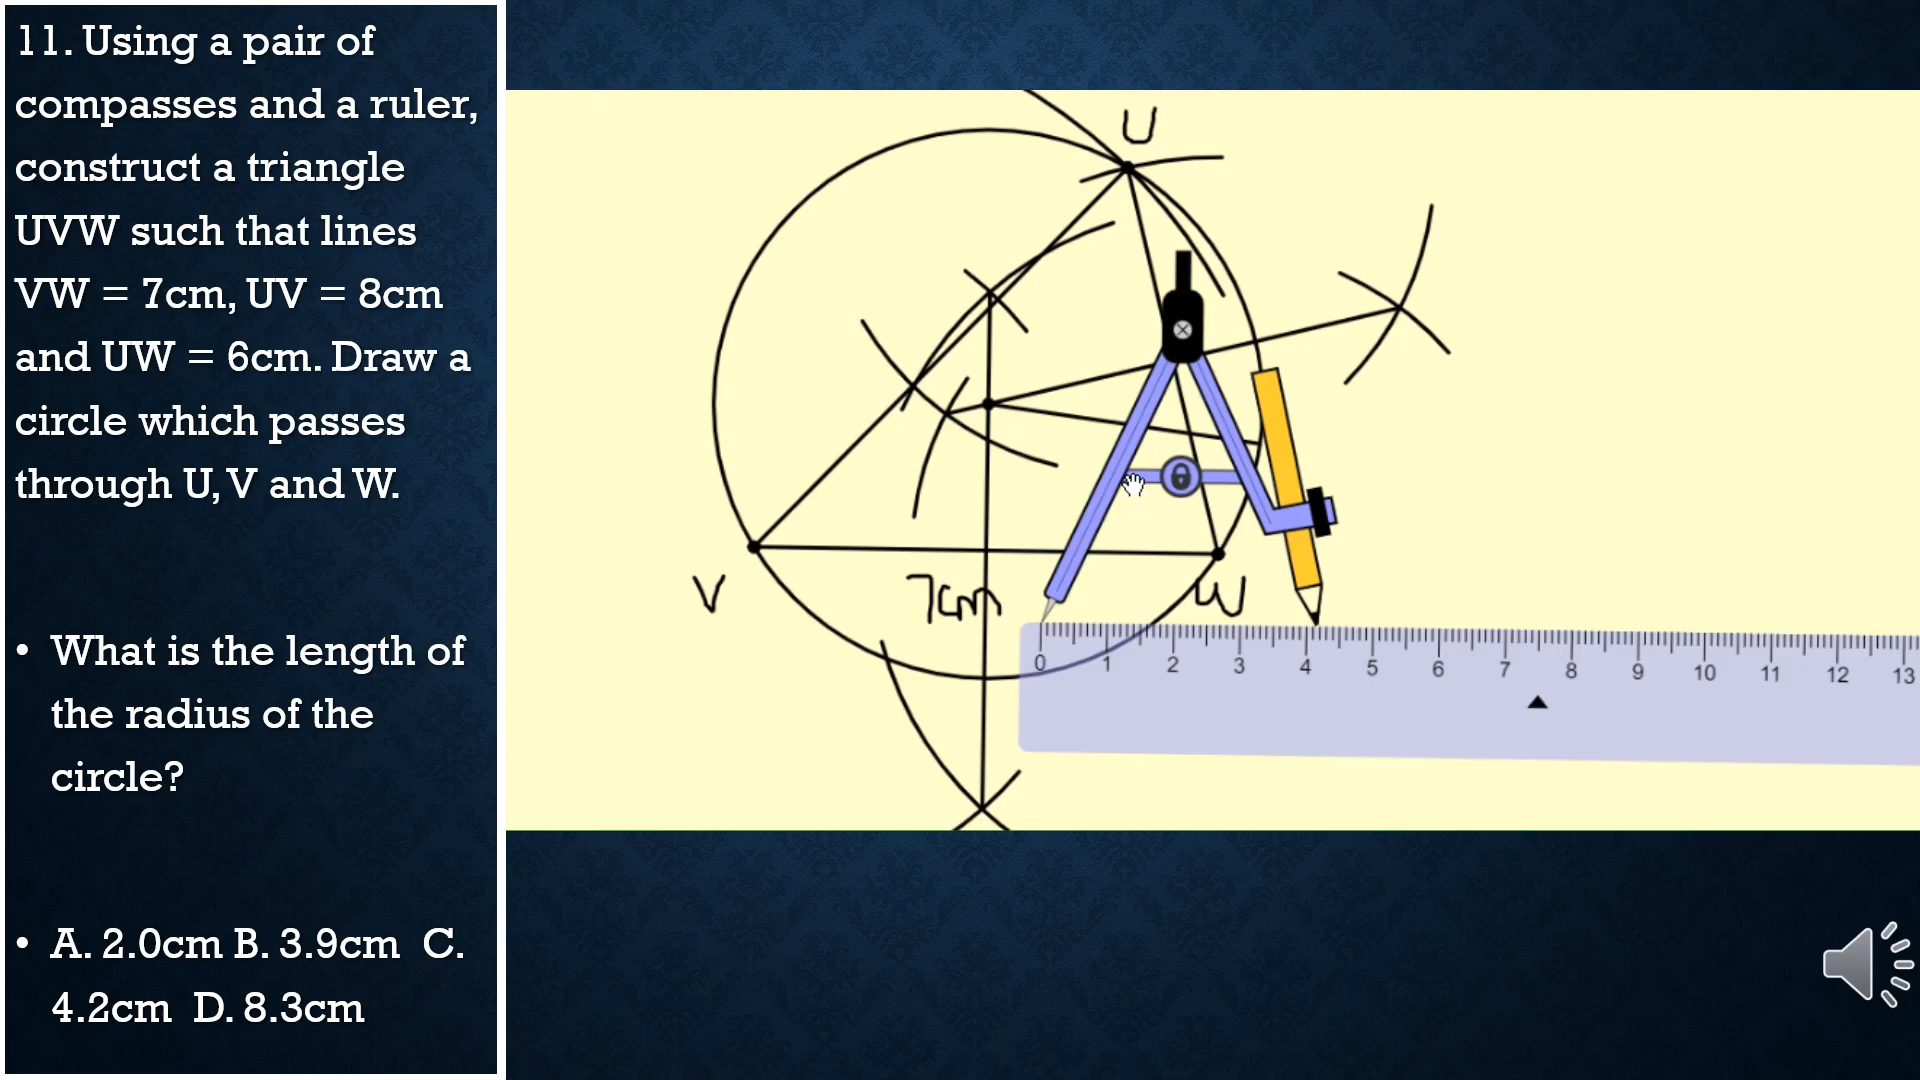 11. Using a pair of
compasses and a ruler,
construct a triangle
UVW such that lines
VW = 7cm, UV = 8cm
and UW = 6cm. Draw a
circle which passes
through U, V and W.
• What is the length of
the radius of the
circle?
• A. 2.0cm B. 3.9cm C.
4.2cm D. 8.3cm
U
V 7cm W
0 1 2 3 4 5 6 7 8 9 10 11 12 13